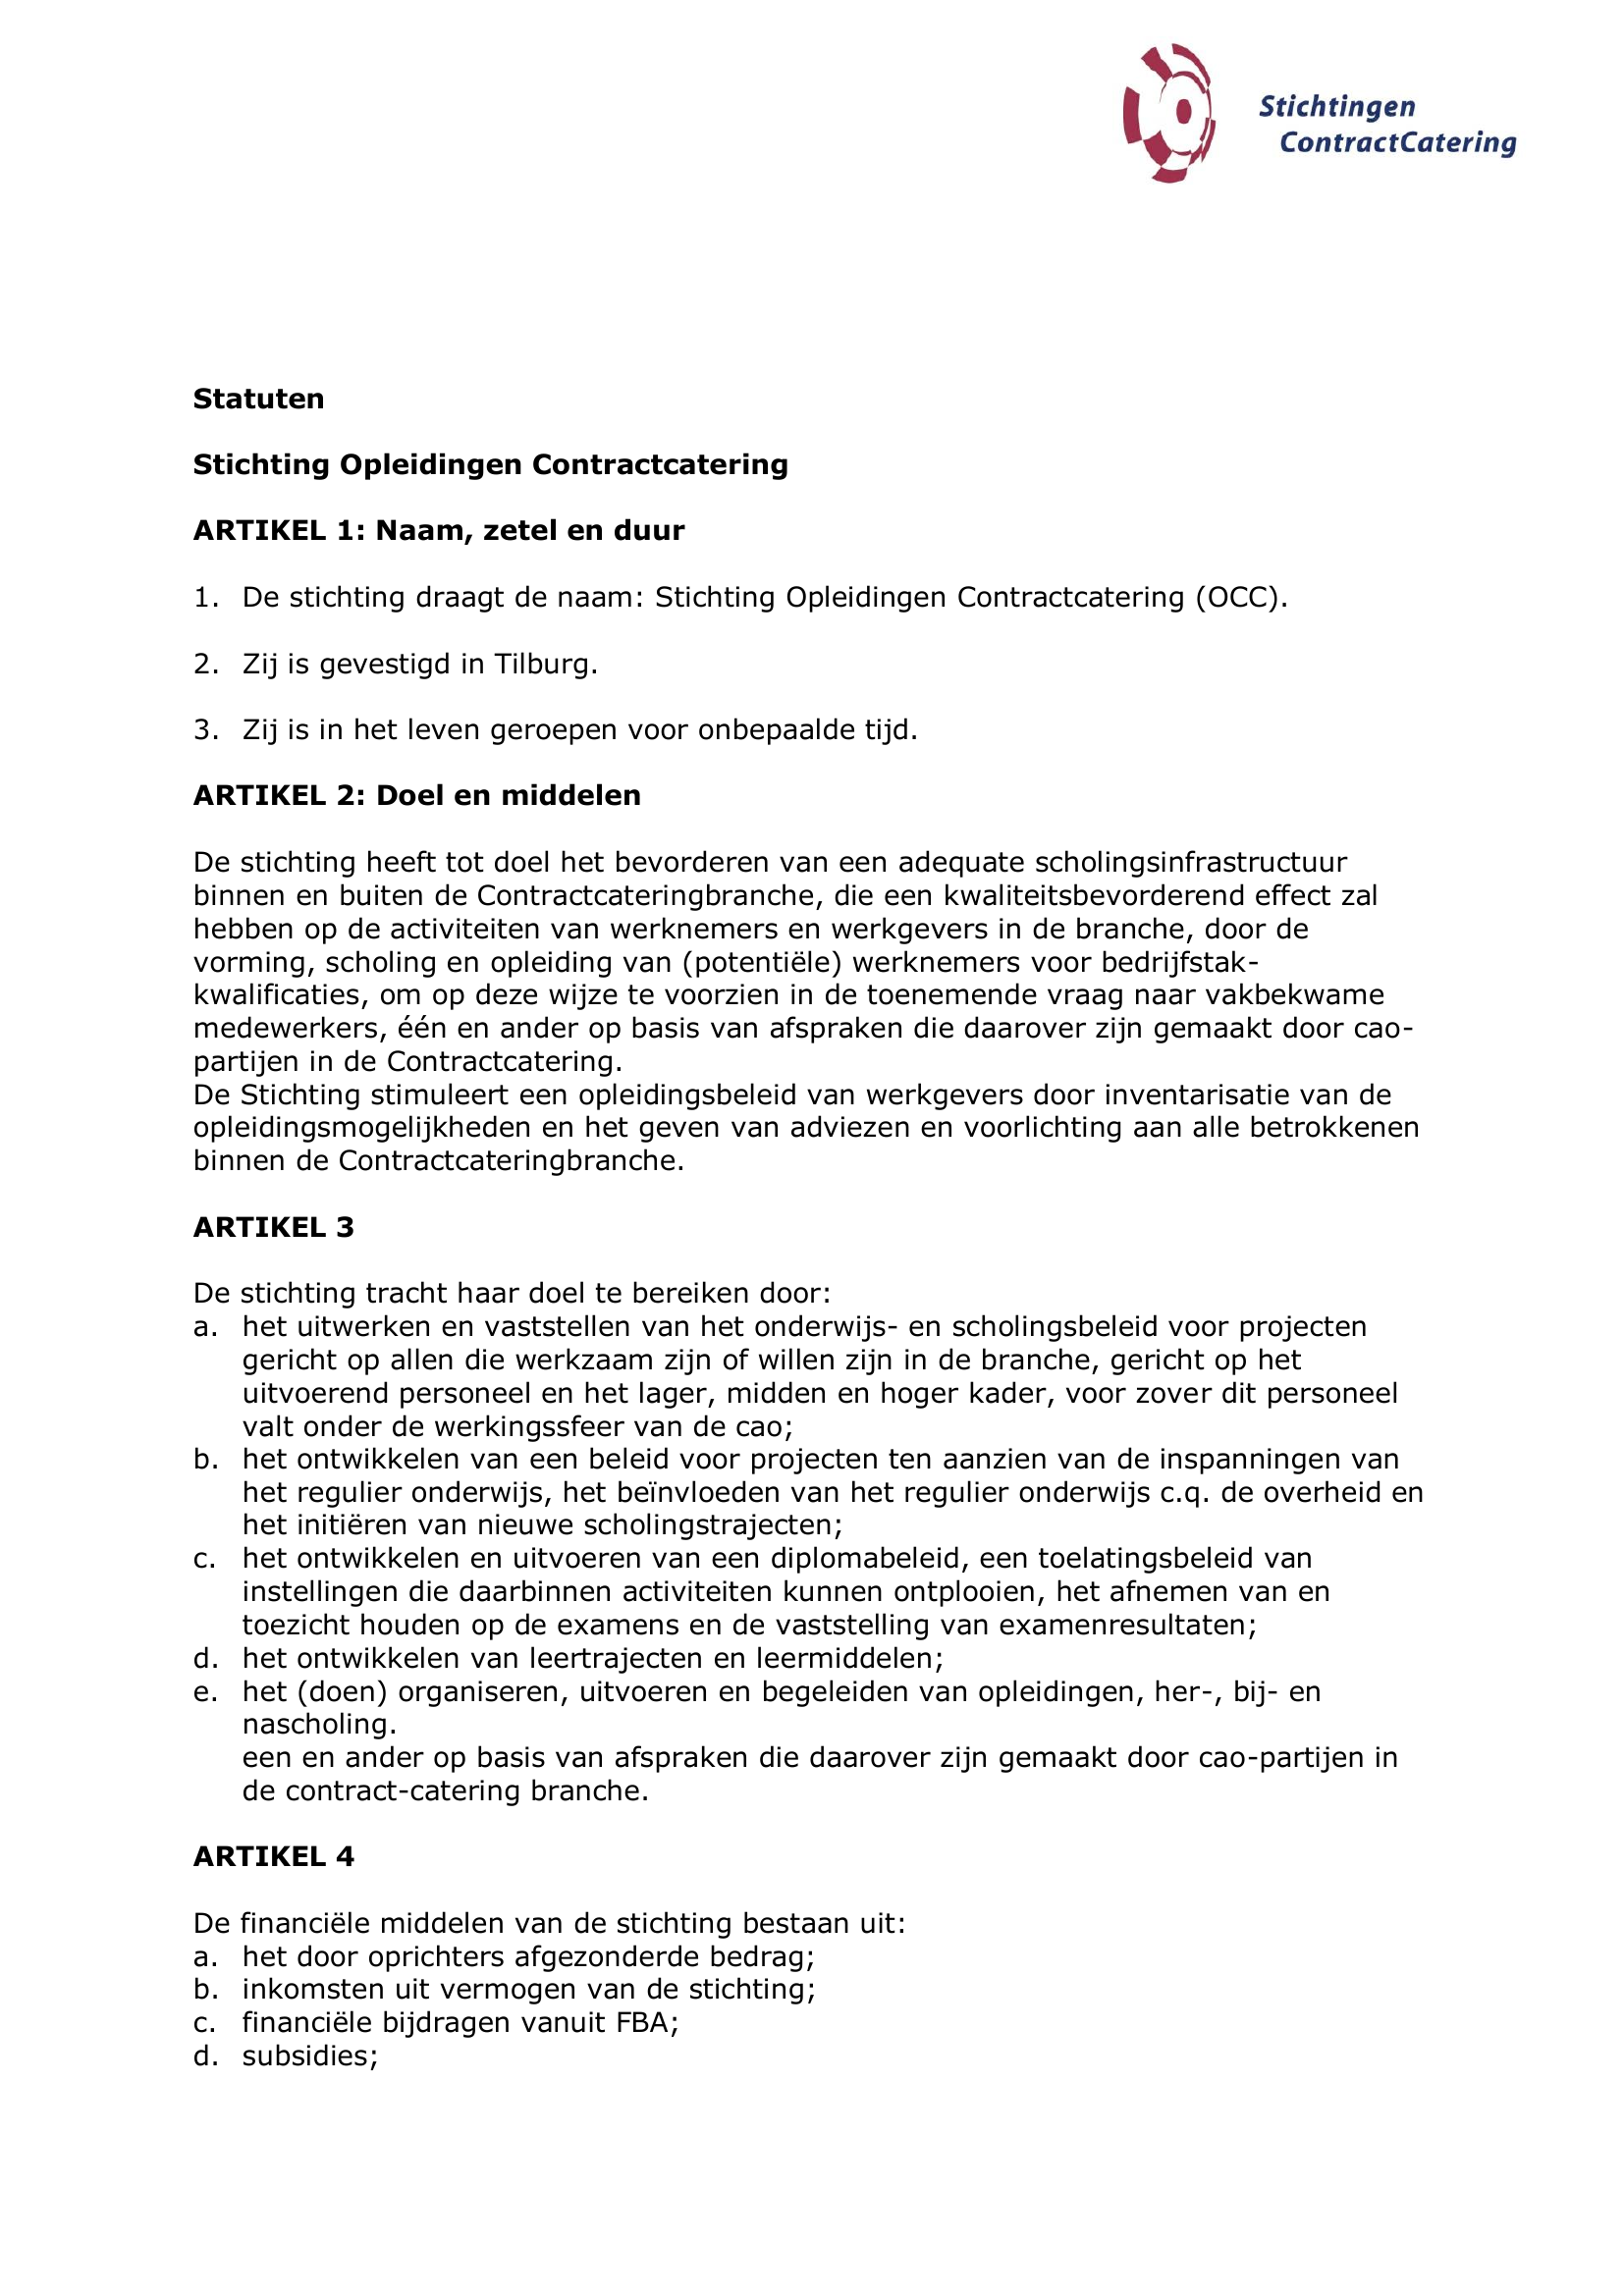 Stichtingen
ContractCatering
Statuten
Stichting Opleidingen Contractcatering
ARTIKEL 1: Naam, zetel en duur
1. De stichting draagt de naam: Stichting Opleidingen Contractcatering (OCC).
2. Zij is gevestigd in Tilburg.
3. Zij is in het leven geroepen voor onbepaalde tijd.
ARTIKEL 2: Doel en middelen
De stichting heeft tot doel het bevorderen van een adequate scholingsinfrastructuur
binnen en buiten de Contractcateringbranche, die een kwaliteitsbevorderend effect zal
hebben op de activiteiten van werknemers en werkgevers in de branche, door de
vorming, scholing en opleiding van (potentiële) werknemers voor bedrijfstak-
kwalificaties, om op deze wijze te voorzien in de toenemende vraag naar vakbekwame
medewerkers, één en ander op basis van afspraken die daarover zijn gemaakt door cao-
partijen in de Contractcatering.
De Stichting stimuleert een opleidingsbeleid van werkgevers door inventarisatie van de
opleidingsmogelijkheden en het geven van adviezen en voorlichting aan alle betrokkenen
binnen de Contractcateringbranche.
ARTIKEL 3
De stichting tracht haar doel te bereiken door:
a. het uitwerken en vaststellen van het onderwijs- en scholingsbeleid voor projecten
gericht op allen die werkzaam zijn of willen zijn in de branche, gericht op het
uitvoerend personeel en het lager, midden en hoger kader, voor zover dit personeel
valt onder de werkingssfeer van de cao;
b. het ontwikkelen van een beleid voor projecten ten aanzien van de inspanningen van
het regulier onderwijs, het beïnvloeden van het regulier onderwijs c.q. de overheid en
het initiëren van nieuwe scholingstrajecten;
c. het ontwikkelen en uitvoeren van een diplomabeleid, een toelatingsbeleid van
instellingen die daarbinnen activiteiten kunnen ontplooien, het afnemen van en
toezicht houden op de examens en de vaststelling van examenresultaten;
d. het ontwikkelen van leertrajecten en leermiddelen;
e. het (doen) organiseren, uitvoeren en begeleiden van opleidingen, her-, bij- en
nascholing.
een en ander op basis van afspraken die daarover zijn gemaakt door cao-partijen in
de contract-catering branche.
ARTIKEL 4
De financiële middelen van de stichting bestaan uit:
a. het door oprichters afgezonderde bedrag;
b. inkomsten uit vermogen van de stichting;
c. financiële bijdragen vanuit FBA;
d. subsidies;